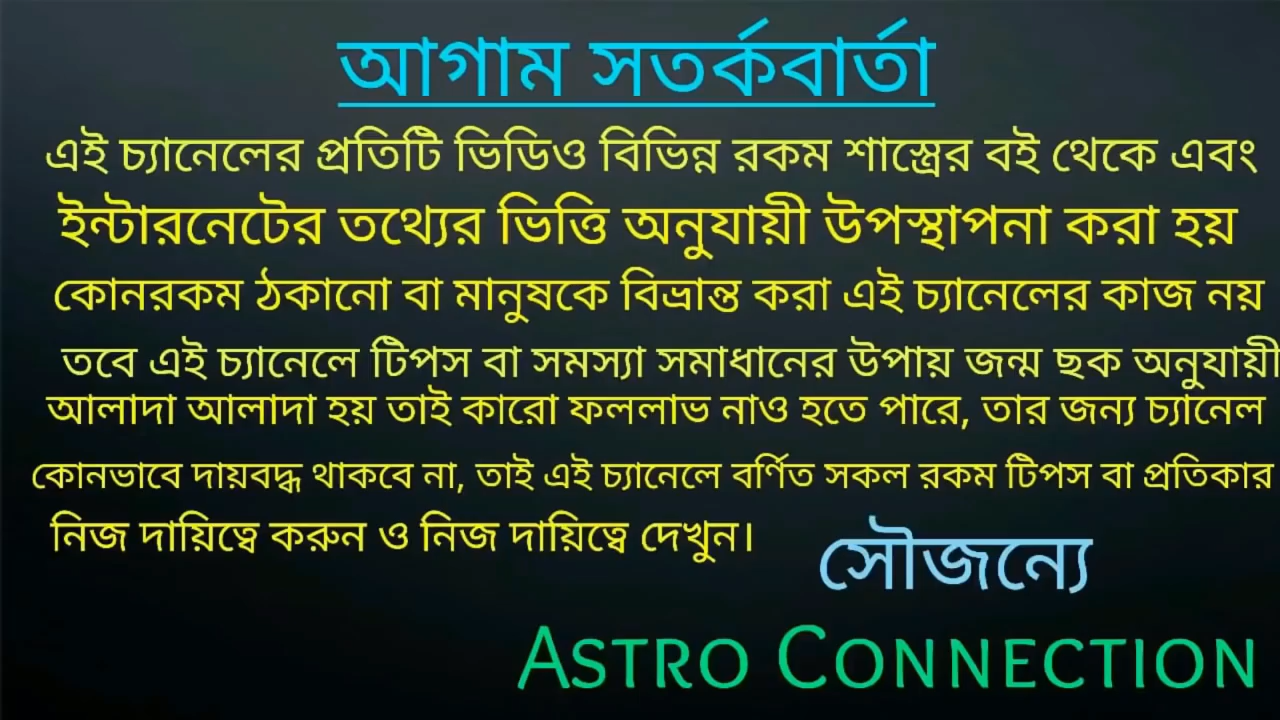 আগাম সতর্কবার্তা
এই চ্যানেলের প্রতিটি ভিডিও বিভিন্ন রকম শাস্ত্রের বই থেকে এবং
ইন্টারনেটের তথ্যের ভিত্তি অনুযায়ী উপস্থাপনা করা হয়
কোনরকম ঠকানো বা মানুষকে বিভ্রান্ত করা এই চ্যানেলের কাজ নয়
তবে এই চ্যানেলে টিপস বা সমস্যা সমাধানের উপায় জন্ম ছক অনুযায়ী
আলাদা আলাদা হয় তাই কারো ফললাভ নাও হতে পারে, তার জন্য চ্যানেল
কোনভাবে দায়বদ্ধ থাকবে না, তাই এই চ্যানেলে বর্ণিত সকল রকম টিপস বা প্রতিকার
নিজ দায়িত্বে করুন ও নিজ দায়িত্বে দেখুন।
সৌজন্যে
ASTRO CONNECTION